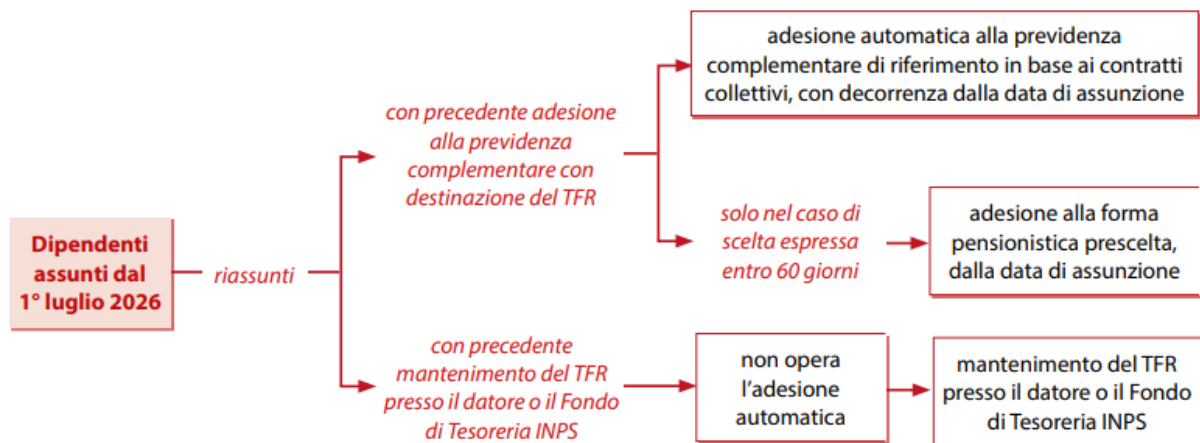 Dipendenti
assunti dal
1° luglio 2026
riassunti
con precedente adesione
alla previdenza
complementare con
destinazione del TFR
adesione automatica alla previdenza
complementare di riferimento in base ai contratti
collettivi, con decorrenza dalla data di assunzione
solo nel caso di
scelta espressa
entro 60 giorni
adesione alla forma
pensionistica prescelta,
dalla data di assunzione
con precedente
mantenimento del TFR
presso il datore o il Fondo
di Tesoreria INPS
non opera
l’adesione
automatica
mantenimento del TFR
presso il datore o il Fondo
di Tesoreria INPS